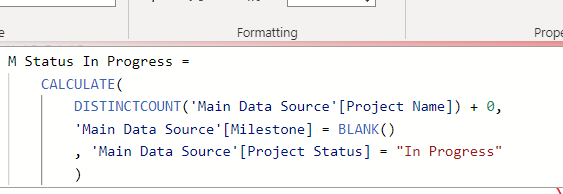 Formatting
Prope
M Status In Progress =
CALCULATE(
DISTINCTCOUNT('Main Data Source'[Project Name]) + 0,
'Main Data Source'[Milestone] = BLANK()
, 'Main Data Source'[Project Status] = "In Progress"
)